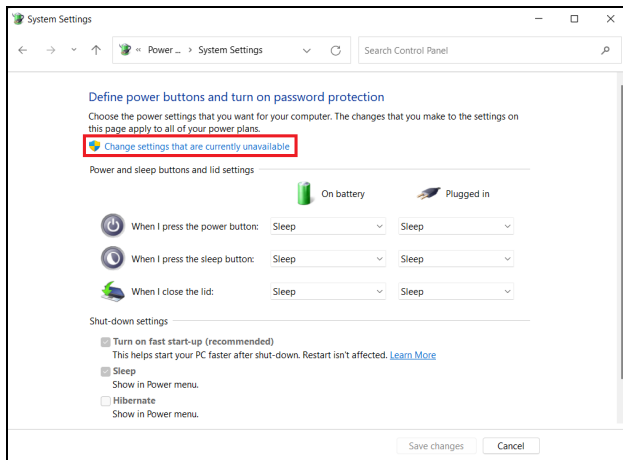 System Settings
« Power ... › System Settings
Search Control Panel
Define power buttons and turn on password protection
Choose the power settings that you want for your computer. The changes that you make to the settings on
this page apply to all of your power plans.
Change settings that are currently unavailable
Power and sleep buttons and lid settings
On battery
Plugged in
When I press the power button: Sleep Sleep
When I press the sleep button: Sleep Sleep
When I close the lid: Sleep Sleep
Shut-down settings
Turn on fast start-up (recommended)
This helps start your PC faster after shut-down. Restart isn't affected. Learn More
Sleep
Show in Power menu.
Hibernate
Show in Power menu.
Save changes Cancel